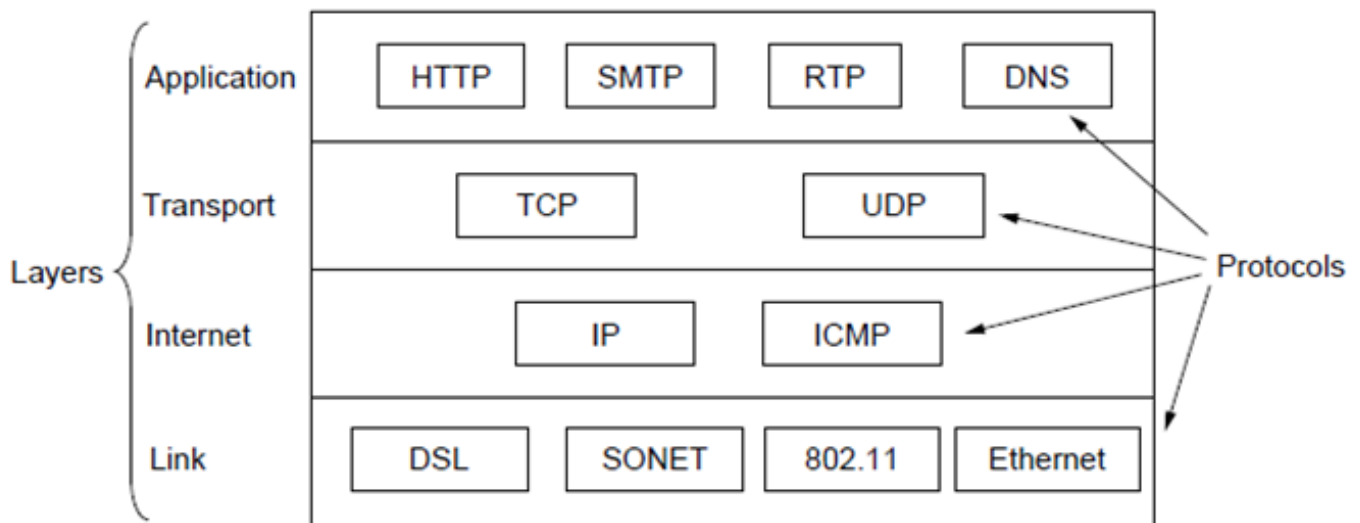 Application HTTP SMTP RTP DNS
Transport TCP UDP
Layers Protocols
Internet IP ICMP
Link DSL SONET 802.11 Ethernet